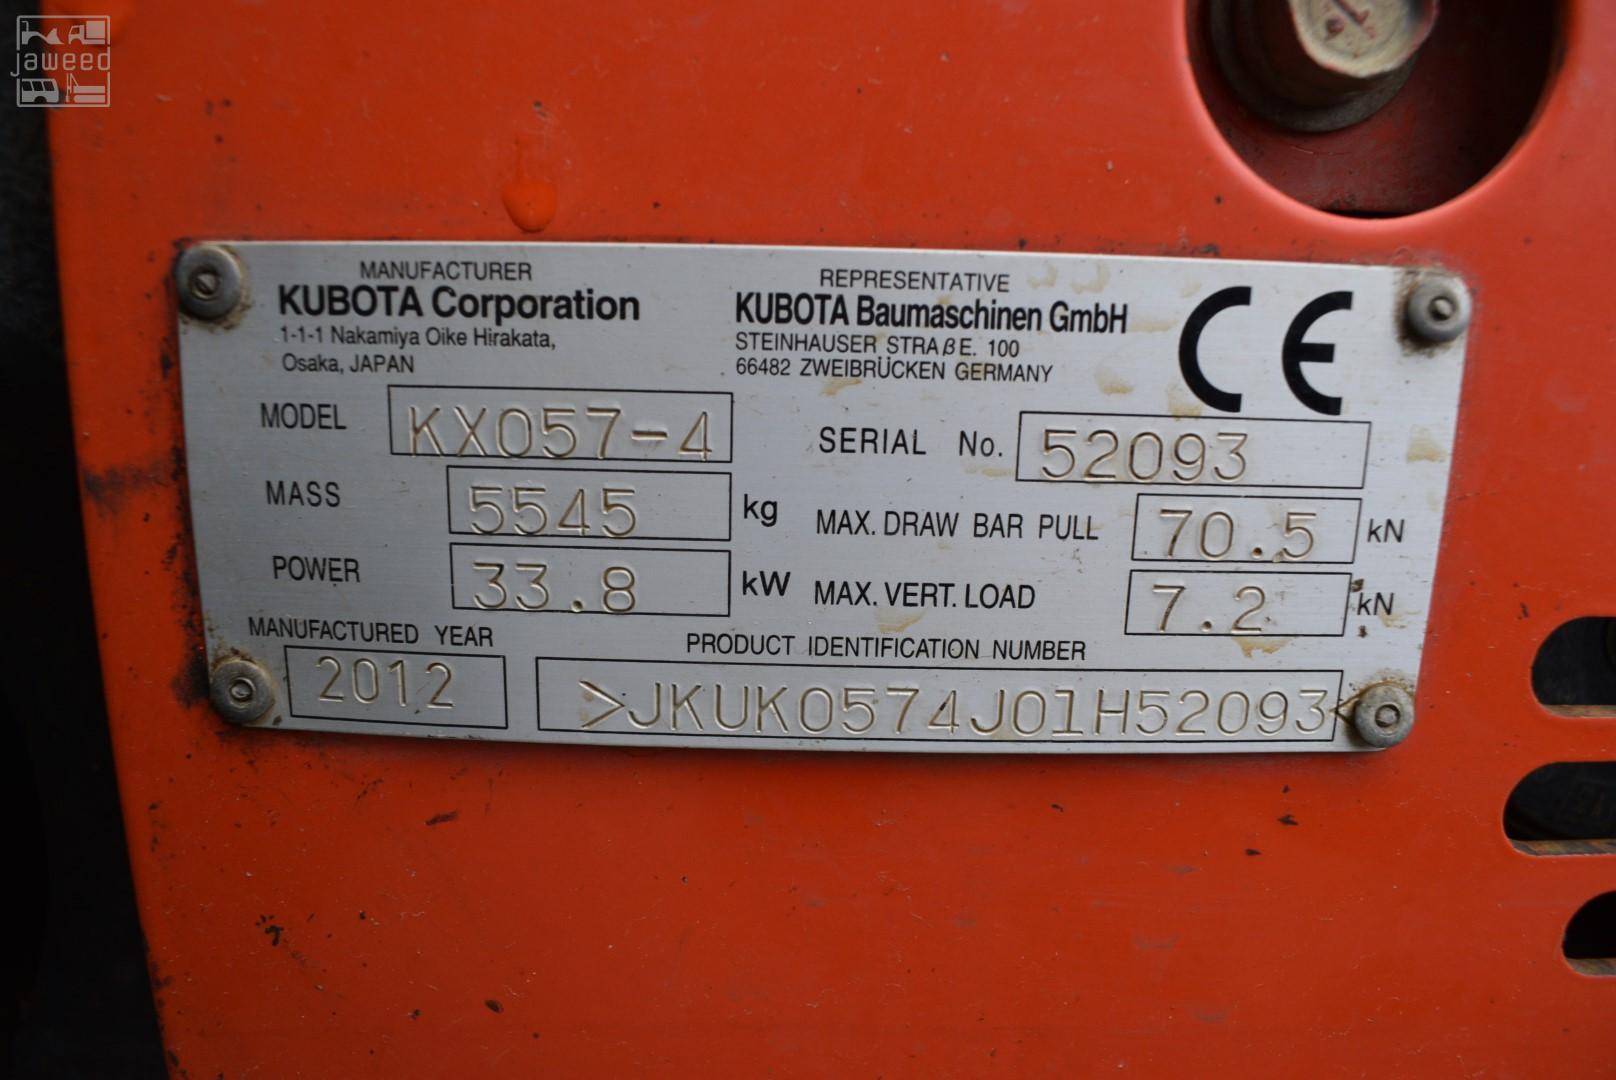 jaweed
MANUFACTURER
KUBOTA Corporation
1-1-1 Nakamiya Oike Hirakata,
Osaka, JAPAN
REPRESENTATIVE
KUBOTA Baumaschinen GmbH
STEINHAUSER STRAßE. 100
66482 ZWEIBRÜCKEN GERMANY
CE
MODEL KX057-4
SERIAL No. 52093
MASS 5545 kg
MAX. DRAW BAR PULL 70.5 kN
POWER 33.8 kW
MAX. VERT. LOAD 7.2 kN
MANUFACTURED YEAR
2012
PRODUCT IDENTIFICATION NUMBER
>JKUK0574J01H52093<